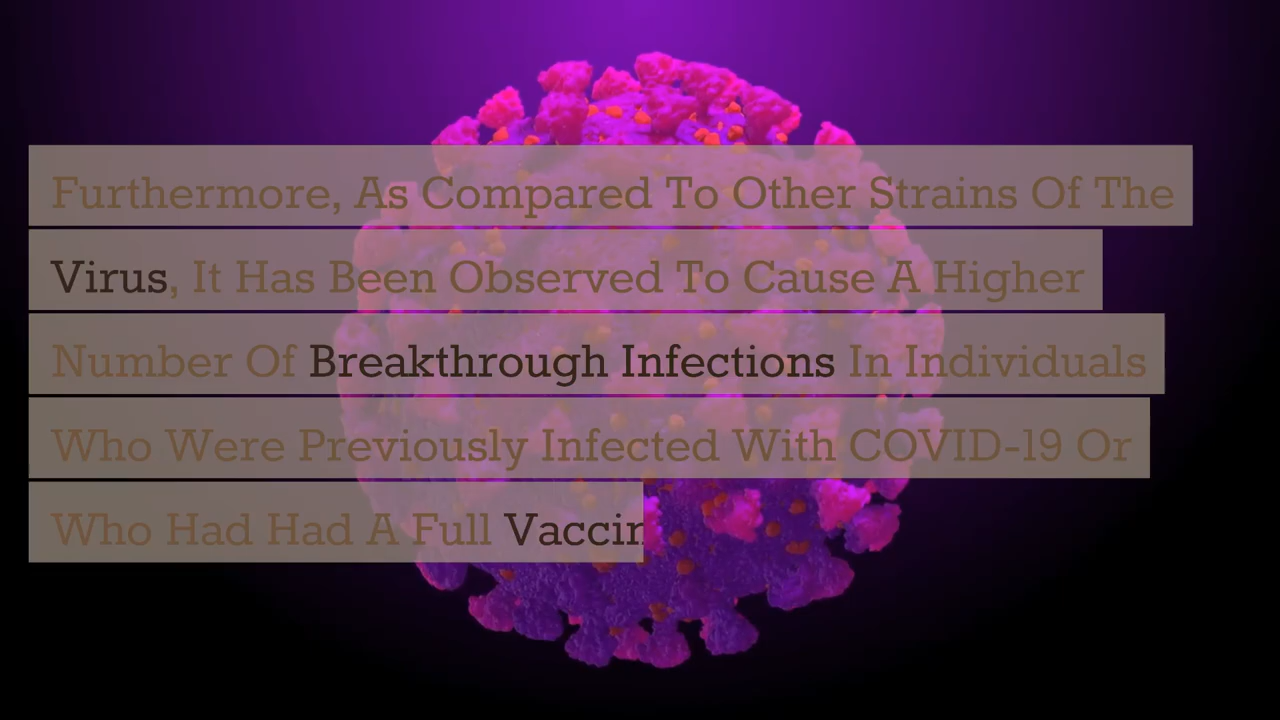 Furthermore, As Compared To Other Strains Of The
Virus, It Has Been Observed To Cause A Higher
Number Of Breakthrough Infections In Individuals
Who Were Previously Infected With COVID-19 Or
Who Had Had A Full